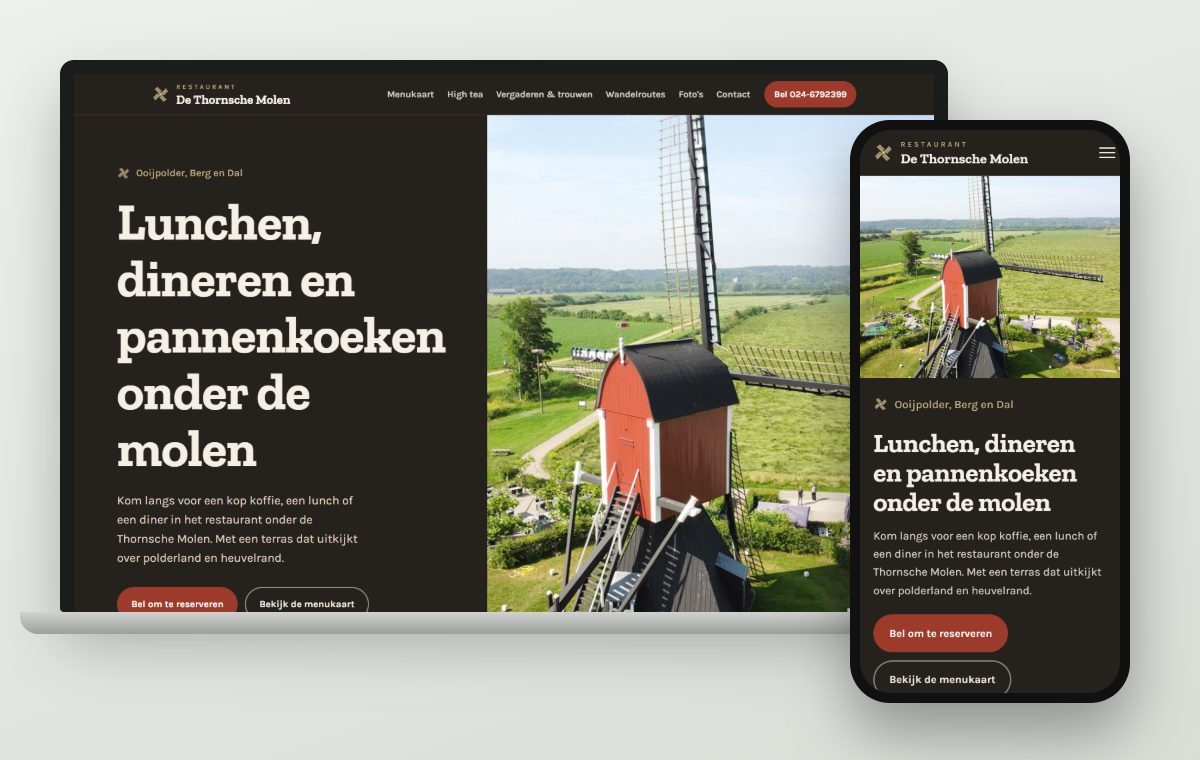 RESTAURANT
De Thornsche Molen
Menukaart High tea Vergaderen & trouwen Wandelroutes Foto's Contact Bel 024-6792399
Ooijpolder, Berg en Dal
Lunchen,
dineren en
pannenkoeken
onder de
molen
Kom langs voor een kop koffie, een lunch of
een diner in het restaurant onder de
Thornsche Molen. Met een terras dat uitkijkt
over polderland en heuvelrand.
Bel om te reserveren Bekijk de menukaart
RESTAURANT
De Thornsche Molen
Ooijpolder, Berg en Dal
Lunchen, dineren
en pannenkoeken
onder de molen
Kom langs voor een kop koffie, een lunch of
een diner in het restaurant onder de
Thornsche Molen. Met een terras dat uitkijkt
over polderland en heuvelrand.
Bel om te reserveren
Bekijk de menukaart